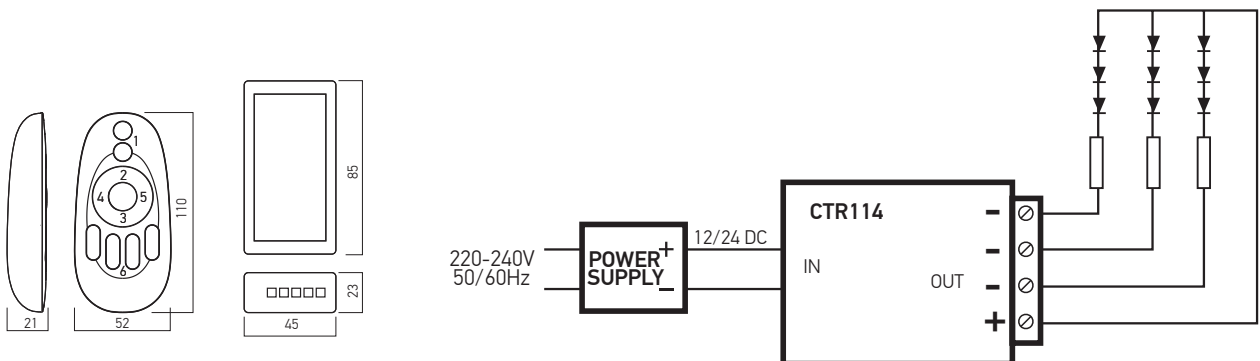 1
2
4
5
3
6
21
52
110
85
23
45
220-240V
50/60Hz
POWER
SUPPLY
+
−
12/24 DC
CTR114
IN
OUT
-
-
-
+